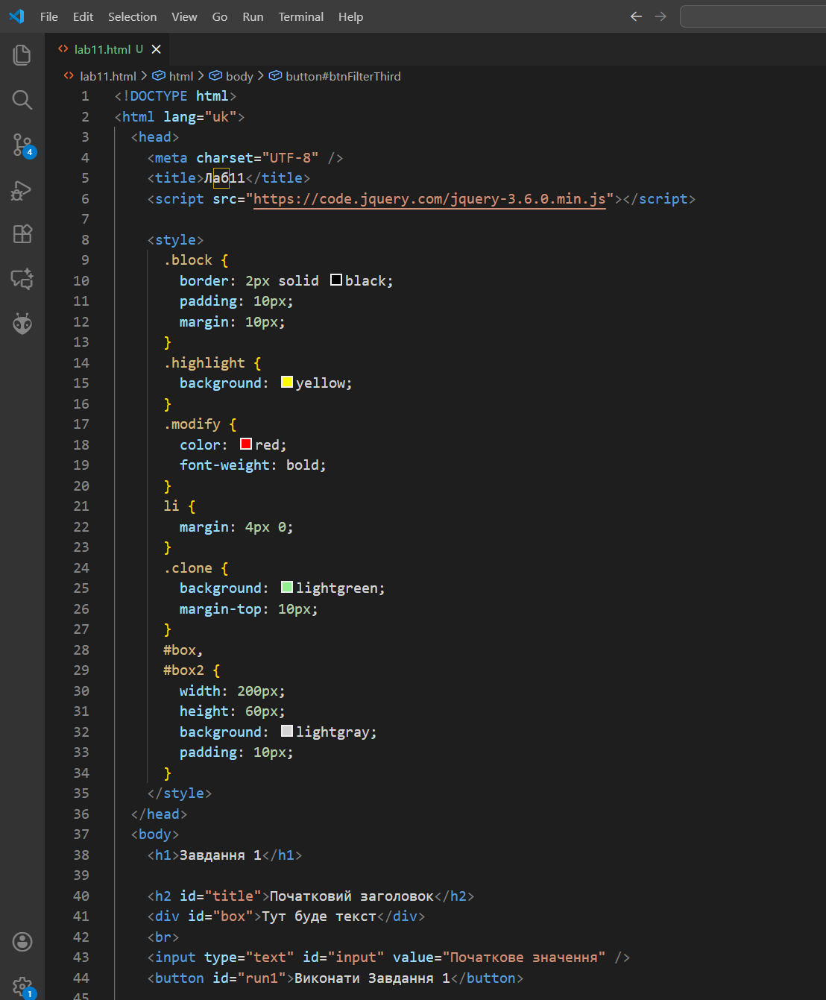 File Edit Selection View Go Run Terminal Help
<> lab11.html U ×
<> lab11.html > html > body > button#btnFilterThird
1 <!DOCTYPE html>
2 <html lang="uk">
3 <head>
4 <meta charset="UTF-8" />
5 <title>Лаб11</title>
6 <script src="https://code.jquery.com/jquery-3.6.0.min.js"></script>
7
8 <style>
9 .block {
10 border: 2px solid black;
11 padding: 10px;
12 margin: 10px;
13 }
14 .highlight {
15 background: yellow;
16 }
17 .modify {
18 color: red;
19 font-weight: bold;
20 }
21 li {
22 margin: 4px 0;
23 }
24 .clone {
25 background: lightgreen;
26 margin-top: 10px;
27 }
28 #box,
29 #box2 {
30 width: 200px;
31 height: 60px;
32 background: lightgray;
33 padding: 10px;
34 }
35 </style>
36 </head>
37 <body>
38 <h1>Завдання 1</h1>
39
40 <h2 id="title">Початковий заголовок</h2>
41 <div id="box">Тут буде текст</div>
42 <br>
43 <input type="text" id="input" value="Початкове значення" />
44 <button id="run1">Виконати Завдання 1</button>
45
4
1